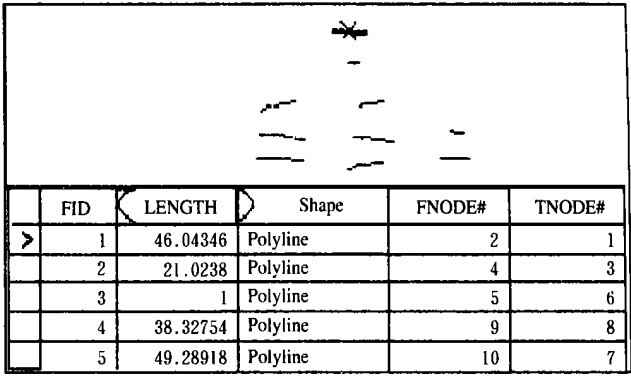 FID LENGTH Shape FNODE# TNODE#
1 46.04346 Polyline 2 1
2 21.0238 Polyline 4 3
3 1 Polyline 5 6
4 38.32754 Polyline 9 8
5 49.28918 Polyline 10 7